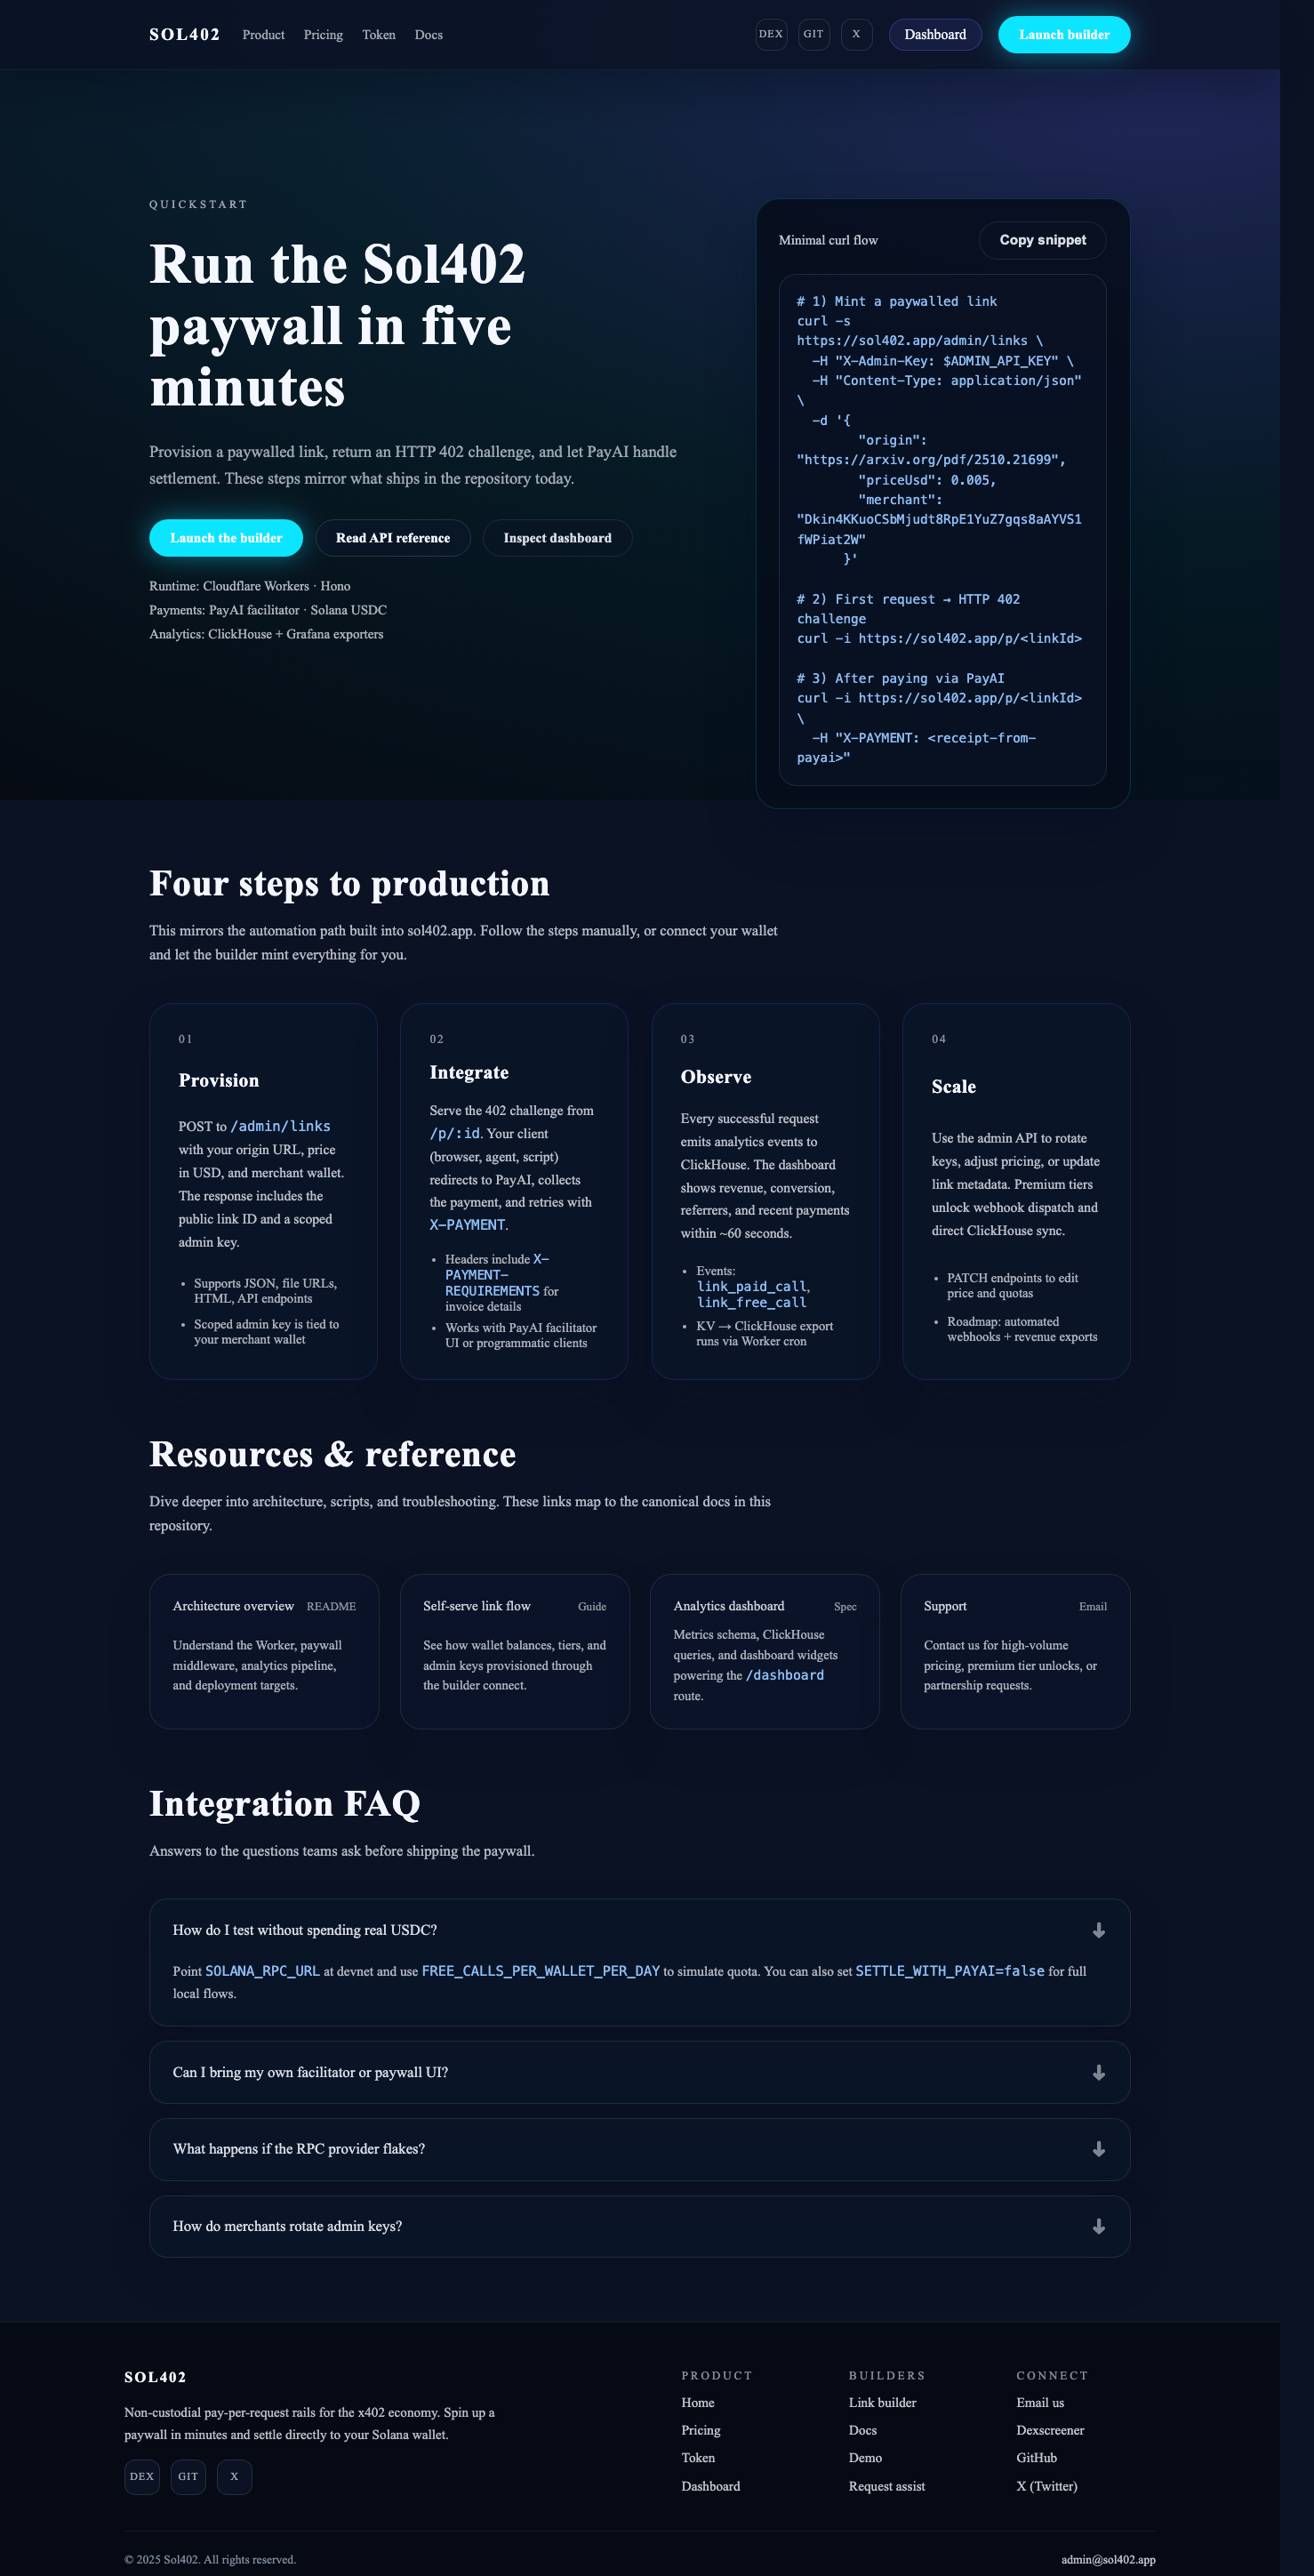 SOL402 Product Pricing Token Docs DEX GIT X Dashboard Launch builder
QUICKSTART
Run the Sol402
paywall in five
minutes
Provision a paywalled link, return an HTTP 402 challenge, and let PayAI handle
settlement. These steps mirror what ships in the repository today.
Launch the builder Read API reference Inspect dashboard
Runtime: Cloudflare Workers · Hono
Payments: PayAI facilitator · Solana USDC
Analytics: ClickHouse + Grafana exporters
Minimal curl flow Copy snippet
# 1) Mint a paywalled link
curl -s
https://sol402.app/admin/links \
-H "X-Admin-Key: $ADMIN_API_KEY" \
-H "Content-Type: application/json"
\
-d '{
"origin":
"https://arxiv.org/pdf/2510.21699",
"priceUsd": 0.005,
"merchant":
"Dkin4KKuoCSbMjudt8RpE1YuZ7gqs8aAYVS1
fWPiat2W"
}'
# 2) First request → HTTP 402
challenge
curl -i https://sol402.app/p/<linkId>
# 3) After paying via PayAI
curl -i https://sol402.app/p/<linkId>
\
-H "X-PAYMENT: <receipt-from-
payai>"
Four steps to production
This mirrors the automation path built into sol402.app. Follow the steps manually, or connect your wallet
and let the builder mint everything for you.
01
Provision
POST to /admin/links
with your origin URL, price
in USD, and merchant wallet.
The response includes the
public link ID and a scoped
admin key.
• Supports JSON, file URLs,
HTML, API endpoints
• Scoped admin key is tied to
your merchant wallet
02
Integrate
Serve the 402 challenge from
/p/:id. Your client
(browser, agent, script)
redirects to PayAI, collects
the payment, and retries with
X-PAYMENT.
• Headers include X-
PAYMENT-
REQUIREMENTS for
invoice details
• Works with PayAI facilitator
UI or programmatic clients
03
Observe
Every successful request
emits analytics events to
ClickHouse. The dashboard
shows revenue, conversion,
referrers, and recent payments
within ~60 seconds.
• Events:
link_paid_call,
link_free_call
• KV → ClickHouse export
runs via Worker cron
04
Scale
Use the admin API to rotate
keys, adjust pricing, or update
link metadata. Premium tiers
unlock webhook dispatch and
direct ClickHouse sync.
• PATCH endpoints to edit
price and quotas
• Roadmap: automated
webhooks + revenue exports
Resources & reference
Dive deeper into architecture, scripts, and troubleshooting. These links map to the canonical docs in this
repository.
Architecture overview README
Understand the Worker, paywall
middleware, analytics pipeline,
and deployment targets.
Self-serve link flow Guide
See how wallet balances, tiers, and
admin keys provisioned through
the builder connect.
Analytics dashboard Spec
Metrics schema, ClickHouse
queries, and dashboard widgets
powering the /dashboard
route.
Support Email
Contact us for high-volume
pricing, premium tier unlocks, or
partnership requests.
Integration FAQ
Answers to the questions teams ask before shipping the paywall.
How do I test without spending real USDC?
Point SOLANA_RPC_URL at devnet and use FREE_CALLS_PER_WALLET_PER_DAY to simulate quota. You can also set SETTLE_WITH_PAYAI=false for full
local flows.
Can I bring my own facilitator or paywall UI?
What happens if the RPC provider flakes?
How do merchants rotate admin keys?
SOL402
Non-custodial pay-per-request rails for the x402 economy. Spin up a
paywall in minutes and settle directly to your Solana wallet.
DEX GIT X
PRODUCT
Home
Pricing
Token
Dashboard
BUILDERS
Link builder
Docs
Demo
Request assist
CONNECT
Email us
Dexscreener
GitHub
X (Twitter)
© 2025 Sol402. All rights reserved.
admin@sol402.app